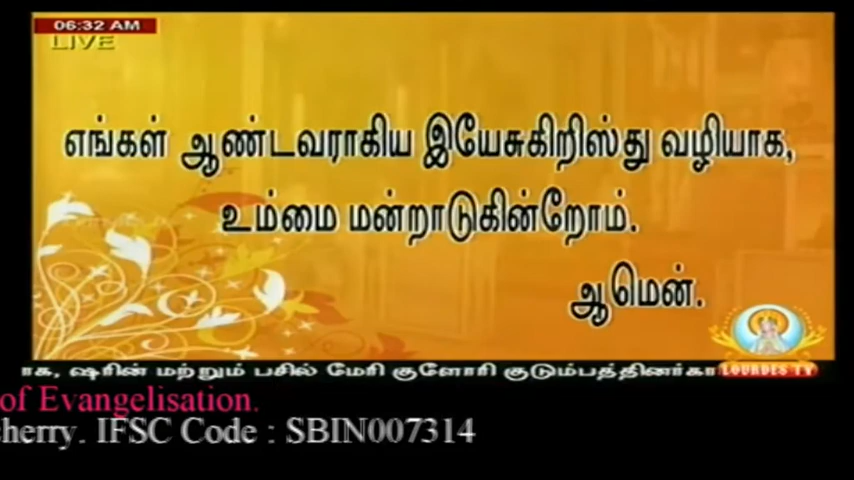 06:32 AM
LIVE
எங்கள் ஆண்டவராகிய இயேசுகிறிஸ்து வழியாக,
உம்மை மன்றாடுகின்றோம்.
ஆமென்.
ாக, ஷரின் மற்றும் பசில் மேரி குளோரி குடும்பத்தினர்கா
LOURDES TV
of Evangelisation.
cherry. IFSC Code : SBIN007314